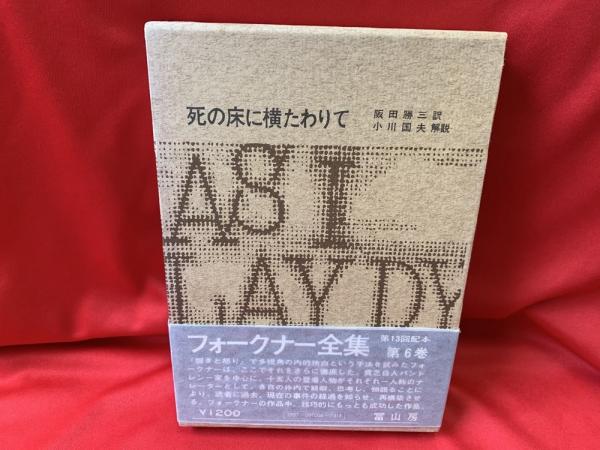 死の床に横たわりて
阪田勝三訳
小川国夫解説
AS I
LAY DY
フォークナー全集
第13回配本
第6巻
『響きと怒り』で多視角の内的独白という手法を試みたフォ
ークナーは、ここでそれをさらに徹底した。貧乏白人バンド
レン一家を中心に、十五人の登場人物がそれぞれ一人称のナ
レーターとして、各自の枠内で観察、思考し、独語することに
より、読者に過去、現在の事件の経過を知らせ、再構築させ
る。フォークナーの作品中、技巧的にもっとも成功した作品
¥1200
冨山房